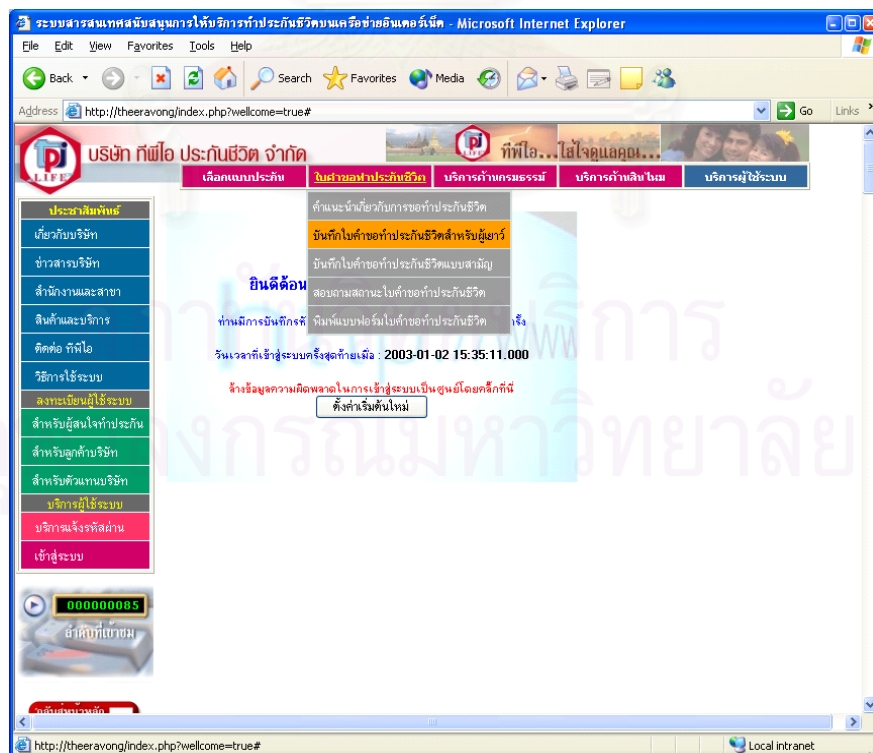 ระบบสารสนเทศสนับสนุนการให้บริการทำประกันชีวิตบนเครือข่ายอินเตอร์เน็ต - Microsoft Internet Explorer
File Edit View Favorites Tools Help
Back Search Favorites Media
Address http://theeravong/index.php?wellcome=true# Go Links
TPI LIFE บริษัท ทีพีไอ ประกันชีวิต จำกัด ทีพีไอ...ใส่ใจดูแลคุณ...
เลือกแบบประกัน ใบคำขอทำประกันชีวิต บริการด้านกรมธรรม์ บริการด้านสินไหม บริการผู้ใช้ระบบ
ประชาสัมพันธ์
เกี่ยวกับบริษัท
ข่าวสารบริษัท
สำนักงานและสาขา
สินค้าและบริการ
ติดต่อ ทีพีไอ
วิธีการใช้ระบบ
ลงทะเบียนผู้ใช้ระบบ
สำหรับผู้สนใจทำประกัน
สำหรับลูกค้าบริษัท
สำหรับตัวแทนบริษัท
บริการผู้ใช้ระบบ
บริการแจ้งรหัสผ่าน
เข้าสู่ระบบ
คำแนะนำเกี่ยวกับการขอทำประกันชีวิต
บันทึกใบคำขอทำประกันชีวิตสำหรับผู้เยาว์
บันทึกใบคำขอทำประกันชีวิตแบบสามัญ
สอบถามสถานะใบคำขอทำประกันชีวิต
พิมพ์แบบฟอร์มใบคำขอทำประกันชีวิต
ยินดีต้อน
ท่านมีการบันทึกรหั รั้ง
วันเวลาที่เข้าสู่ระบบครั้งสุดท้ายเมื่อ : 2003-01-02 15:35:11.000
ล้างข้อมูลความผิดพลาดในการเข้าสู่ระบบเป็นศูนย์โดยคลิ๊กที่นี่
ตั้งค่าเริ่มต้นใหม่
000000085
ลำดับที่เข้าชม
กลับสู่หน้าหลัก
http://theeravong/index.php?wellcome=true# Local intranet